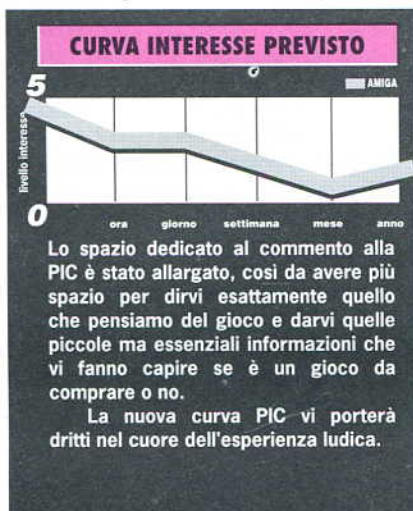 CURVA INTERESSE PREVISTO
AMIGA
5
livello interesse
0
ora giorno settimana mese anno
Lo spazio dedicato al commento alla
PIC è stato allargato, così da avere più
spazio per dirvi esattamente quello
che pensiamo del gioco e darvi quelle
piccole ma essenziali informazioni che
vi fanno capire se è un gioco da
comprare o no.
La nuova curva PIC vi porterà
dritti nel cuore dell'esperienza ludica.